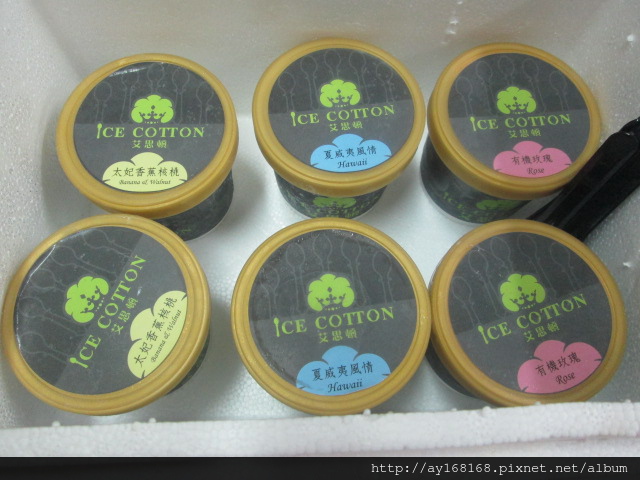 ICE COTTON
艾思頓
太妃香蕉核桃
Banana & Walnut
ICE COTTON
艾思頓
夏威夷風情
Hawaii
ICE COTTON
艾思頓
有機玫瑰
Rose
ICE COTTON
艾思頓
太妃香蕉核桃
Banana & Walnut
ICE COTTON
艾思頓
夏威夷風情
Hawaii
ICE COTTON
艾思頓
有機玫瑰
Rose
http://ay168168.pixnet.net/album